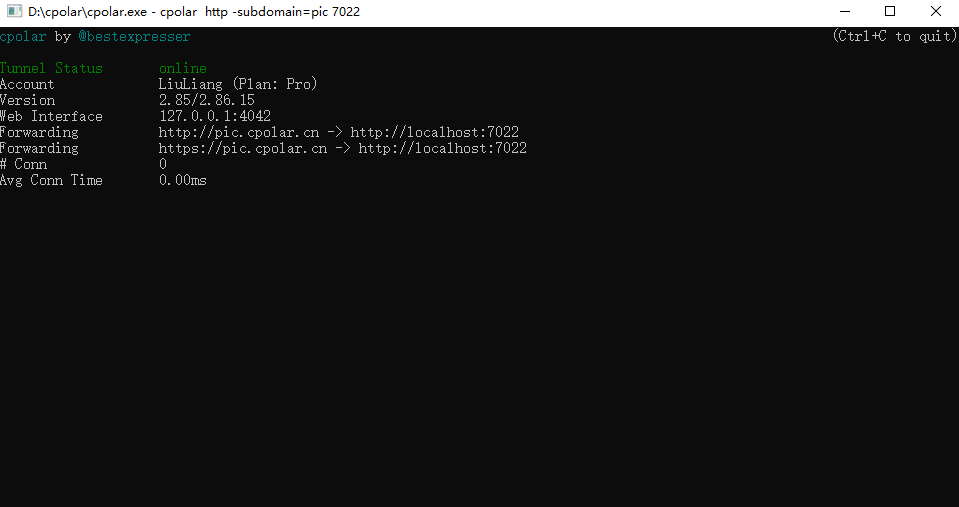 D:\cpolar\cpolar.exe - cpolar  http -subdomain=pic 7022
cpolar by @bestexpresser (Ctrl+C to quit)
Tunnel Status online
Account LiuLiang (Plan: Pro)
Version 2.85/2.86.15
Web Interface 127.0.0.1:4042
Forwarding http://pic.cpolar.cn -> http://localhost:7022
Forwarding https://pic.cpolar.cn -> http://localhost:7022
# Conn 0
Avg Conn Time 0.00ms